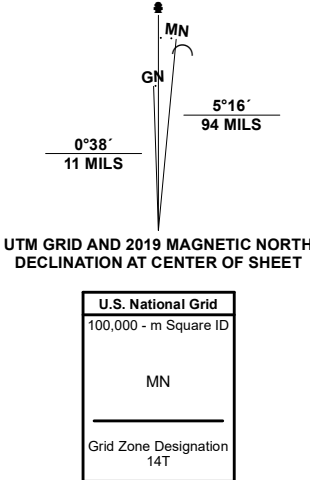 MN
GN
5°16´
94 MILS
0°38´
11 MILS
UTM GRID AND 2019 MAGNETIC NORTH
DECLINATION AT CENTER OF SHEET
U.S. National Grid
100,000 - m Square ID
MN
Grid Zone Designation
14T